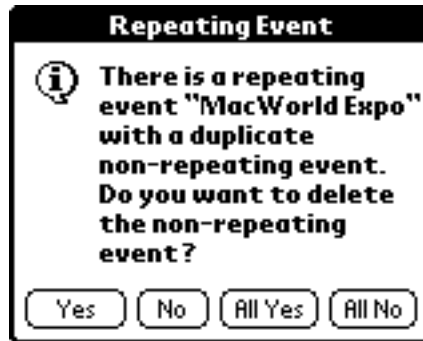 Repeating Event
There is a repeating
event "MacWorld Expo"
with a duplicate
non-repeating event.
Do you want to delete
the non-repeating
event?
Yes No All Yes All No